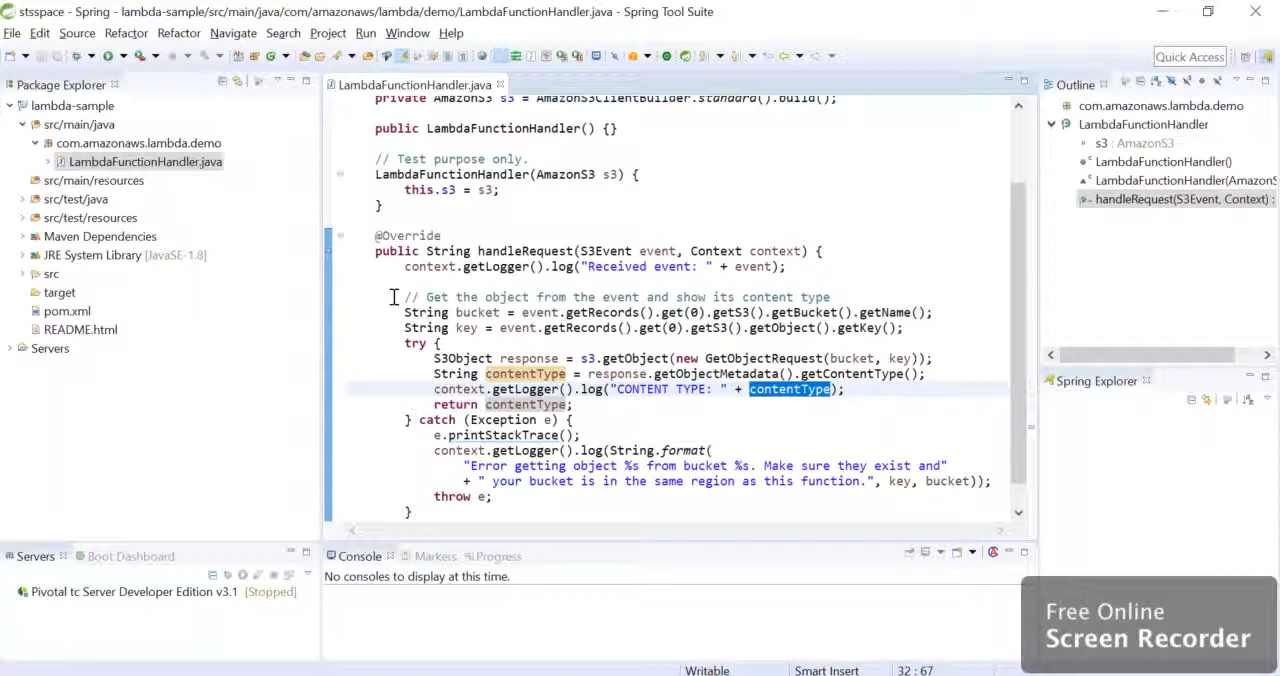 stsspace - Spring - lambda-sample/src/main/java/com/amazonaws/lambda/demo/LambdaFunctionHandler.java - Spring Tool Suite
File Edit Source Refactor Refactor Navigate Search Project Run Window Help
Quick Access
Package Explorer
lambda-sample
src/main/java
com.amazonaws.lambda.demo
LambdaFunctionHandler.java
src/main/resources
src/test/java
src/test/resources
Maven Dependencies
JRE System Library [JavaSE-1.8]
src
target
pom.xml
README.html
Servers
LambdaFunctionHandler.java
private AmazonS3 s3 = AmazonS3ClientBuilder.standard().build();
public LambdaFunctionHandler() {}
// Test purpose only.
LambdaFunctionHandler(AmazonS3 s3) {
this.s3 = s3;
}
@Override
public String handleRequest(S3Event event, Context context) {
context.getLogger().log("Received event: " + event);
// Get the object from the event and show its content type
String bucket = event.getRecords().get(0).getS3().getBucket().getName();
String key = event.getRecords().get(0).getS3().getObject().getKey();
try {
S3Object response = s3.getObject(new GetObjectRequest(bucket, key));
String contentType = response.getObjectMetadata().getContentType();
context.getLogger().log("CONTENT TYPE: " + contentType);
return contentType;
} catch (Exception e) {
e.printStackTrace();
context.getLogger().log(String.format(
"Error getting object %s from bucket %s. Make sure they exist and"
+ " your bucket is in the same region as this function.", key, bucket));
throw e;
}
Outline
com.amazonaws.lambda.demo
LambdaFunctionHandler
s3 : AmazonS3
LambdaFunctionHandler()
LambdaFunctionHandler(AmazonS
handleRequest(S3Event, Context) :
Spring Explorer
Servers Boot Dashboard
Pivotal tc Server Developer Edition v3.1 [Stopped]
Console Markers Progress
No consoles to display at this time.
Free Online
Screen Recorder
Writable Smart Insert 32 : 67